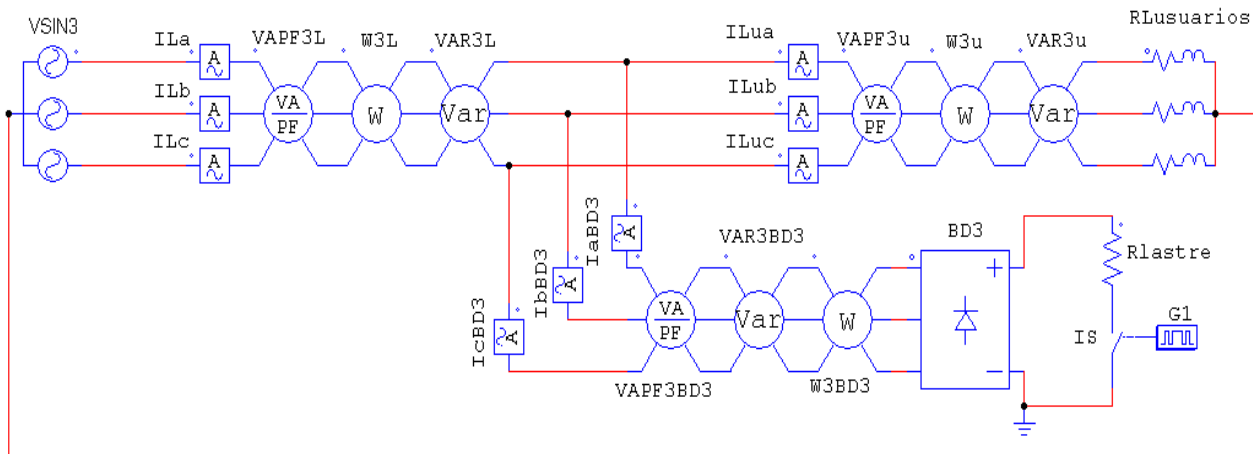 VSIN3
ILa
VAPF3L
W3L
VAR3L
ILua
VAPF3u
W3u
VAR3u
RLusuarios
A
A
ILb
A
VA
PF
W
Var
ILub
A
VA
PF
W
Var
ILc
A
ILuc
A
IaBD3
A
IbBD3
A
IcBD3
A
VAR3BD3
BD3
+
−
Rlastre
VA
PF
Var
W
VAPF3BD3
W3BD3
IS
G1